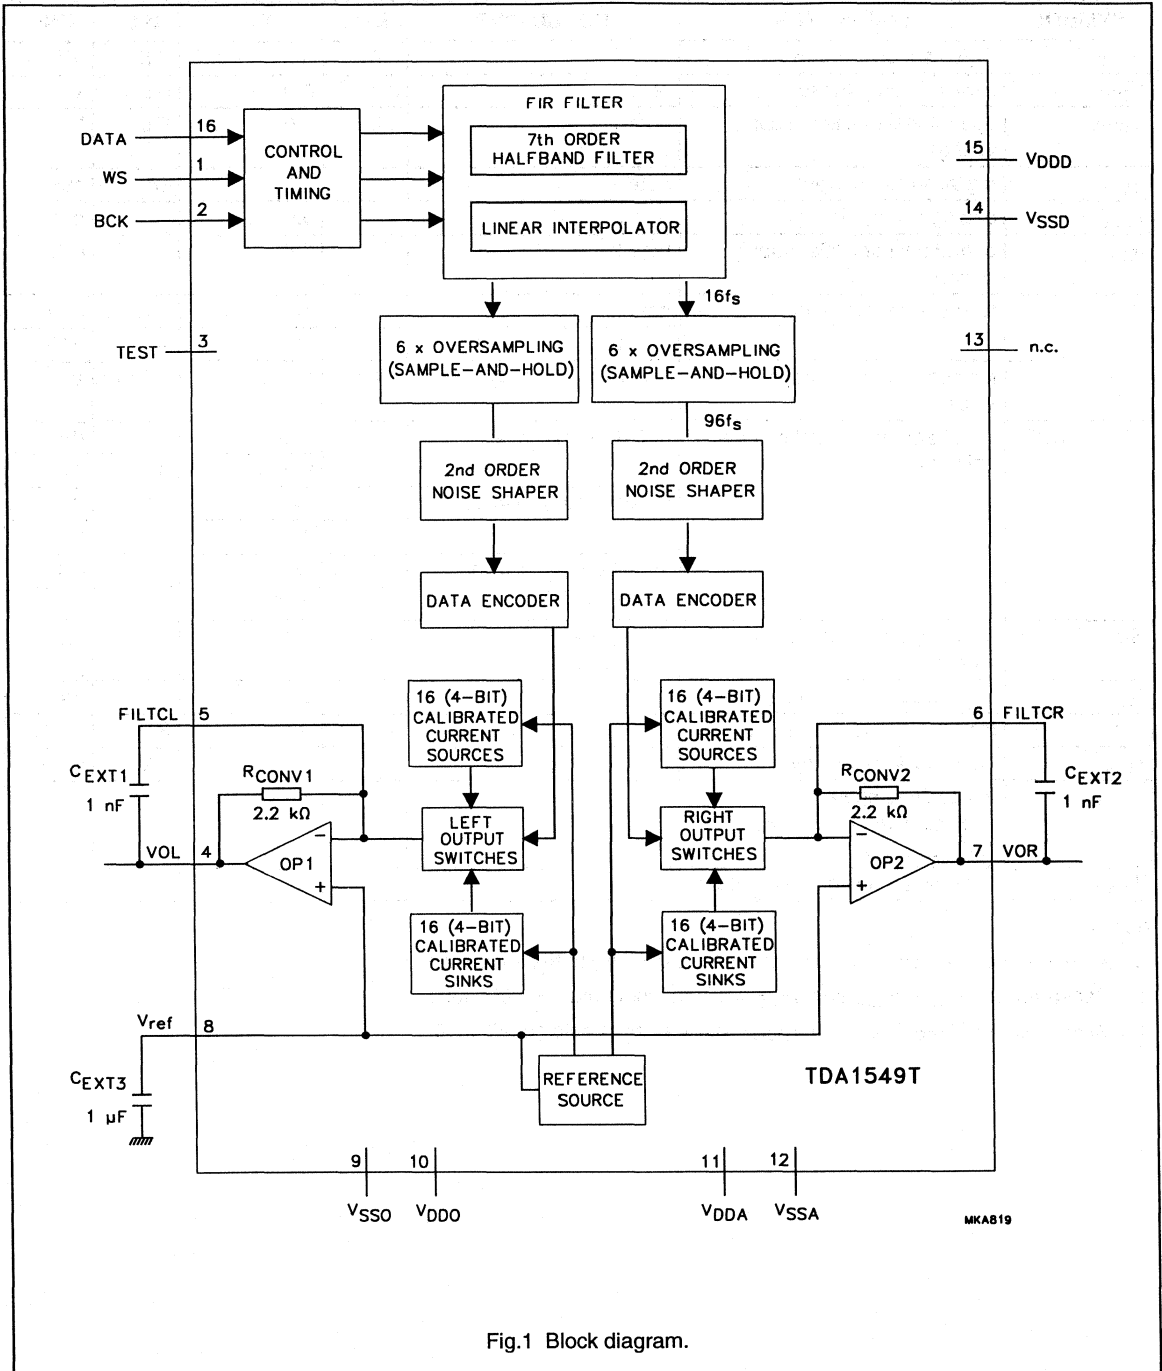 FIR FILTER
7th ORDER
HALFBAND FILTER
LINEAR INTERPOLATOR
DATA
16
WS
1
BCK
2
CONTROL
AND
TIMING
15
VDDD
14
VSSD
16fs
TEST
3
6 x OVERSAMPLING
(SAMPLE-AND-HOLD)
6 x OVERSAMPLING
(SAMPLE-AND-HOLD)
13
n.c.
96fs
2nd ORDER
NOISE SHAPER
2nd ORDER
NOISE SHAPER
DATA ENCODER
DATA ENCODER
16 (4-BIT)
CALIBRATED
CURRENT
SOURCES
16 (4-BIT)
CALIBRATED
CURRENT
SOURCES
FILTCL
5
6
FILTCR
CEXT1
1 nF
RCONV1
2.2 kΩ
RCONV2
2.2 kΩ
CEXT2
1 nF
LEFT
OUTPUT
SWITCHES
RIGHT
OUTPUT
SWITCHES
VOL
4
OP1
−
+
OP2
−
+
7
VOR
16 (4-BIT)
CALIBRATED
CURRENT
SINKS
16 (4-BIT)
CALIBRATED
CURRENT
SINKS
Vref
8
CEXT3
1 µF
REFERENCE
SOURCE
TDA1549T
9
10
11
12
VSSO
VDDO
VDDA
VSSA
MKA819
Fig.1 Block diagram.